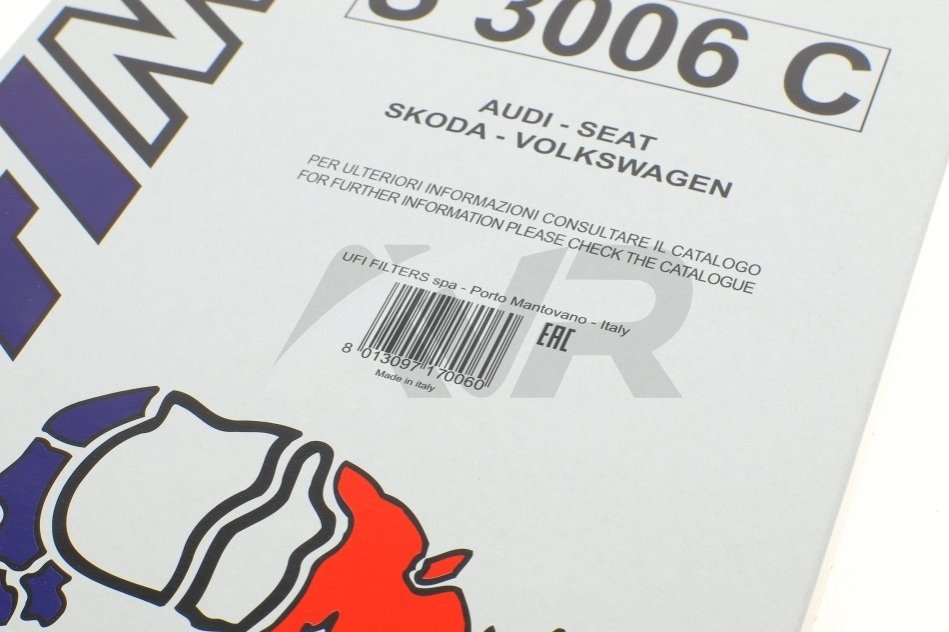 3006 C
AUDI - SEAT
SKODA - VOLKSWAGEN
PER ULTERIORI INFORMAZIONI CONSULTARE IL CATALOGO
FOR FURTHER INFORMATION PLEASE CHECK THE CATALOGUE
UFI FILTERS spa - Porto Mantovano - Italy
EAC
8 013097 170060
Made in italy